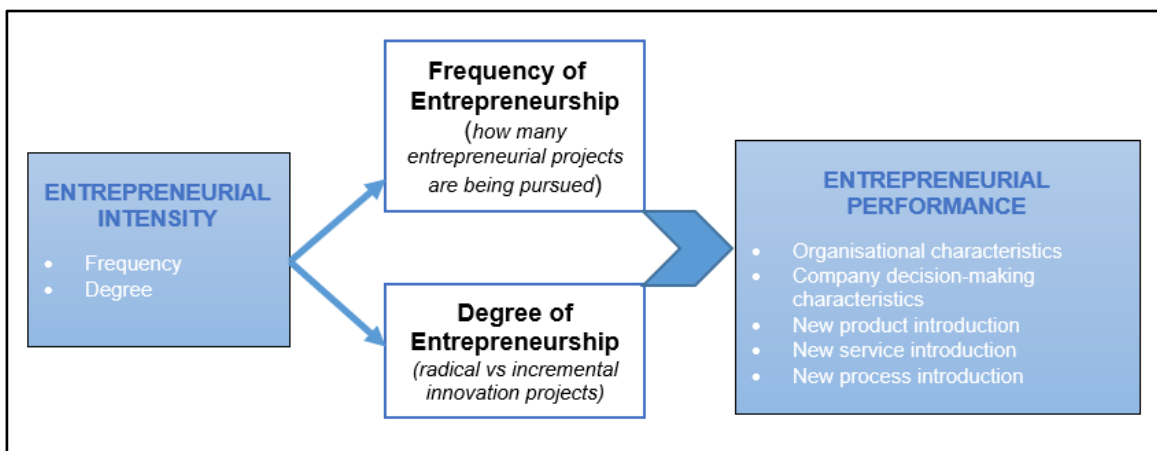 ENTREPRENEURIAL
INTENSITY
• Frequency
• Degree
Frequency of
Entrepreneurship
(how many
entrepreneurial projects
are being pursued)
Degree of
Entrepreneurship
(radical vs incremental
innovation projects)
ENTREPRENEURIAL
PERFORMANCE
• Organisational characteristics
• Company decision-making
characteristics
• New product introduction
• New service introduction
• New process introduction